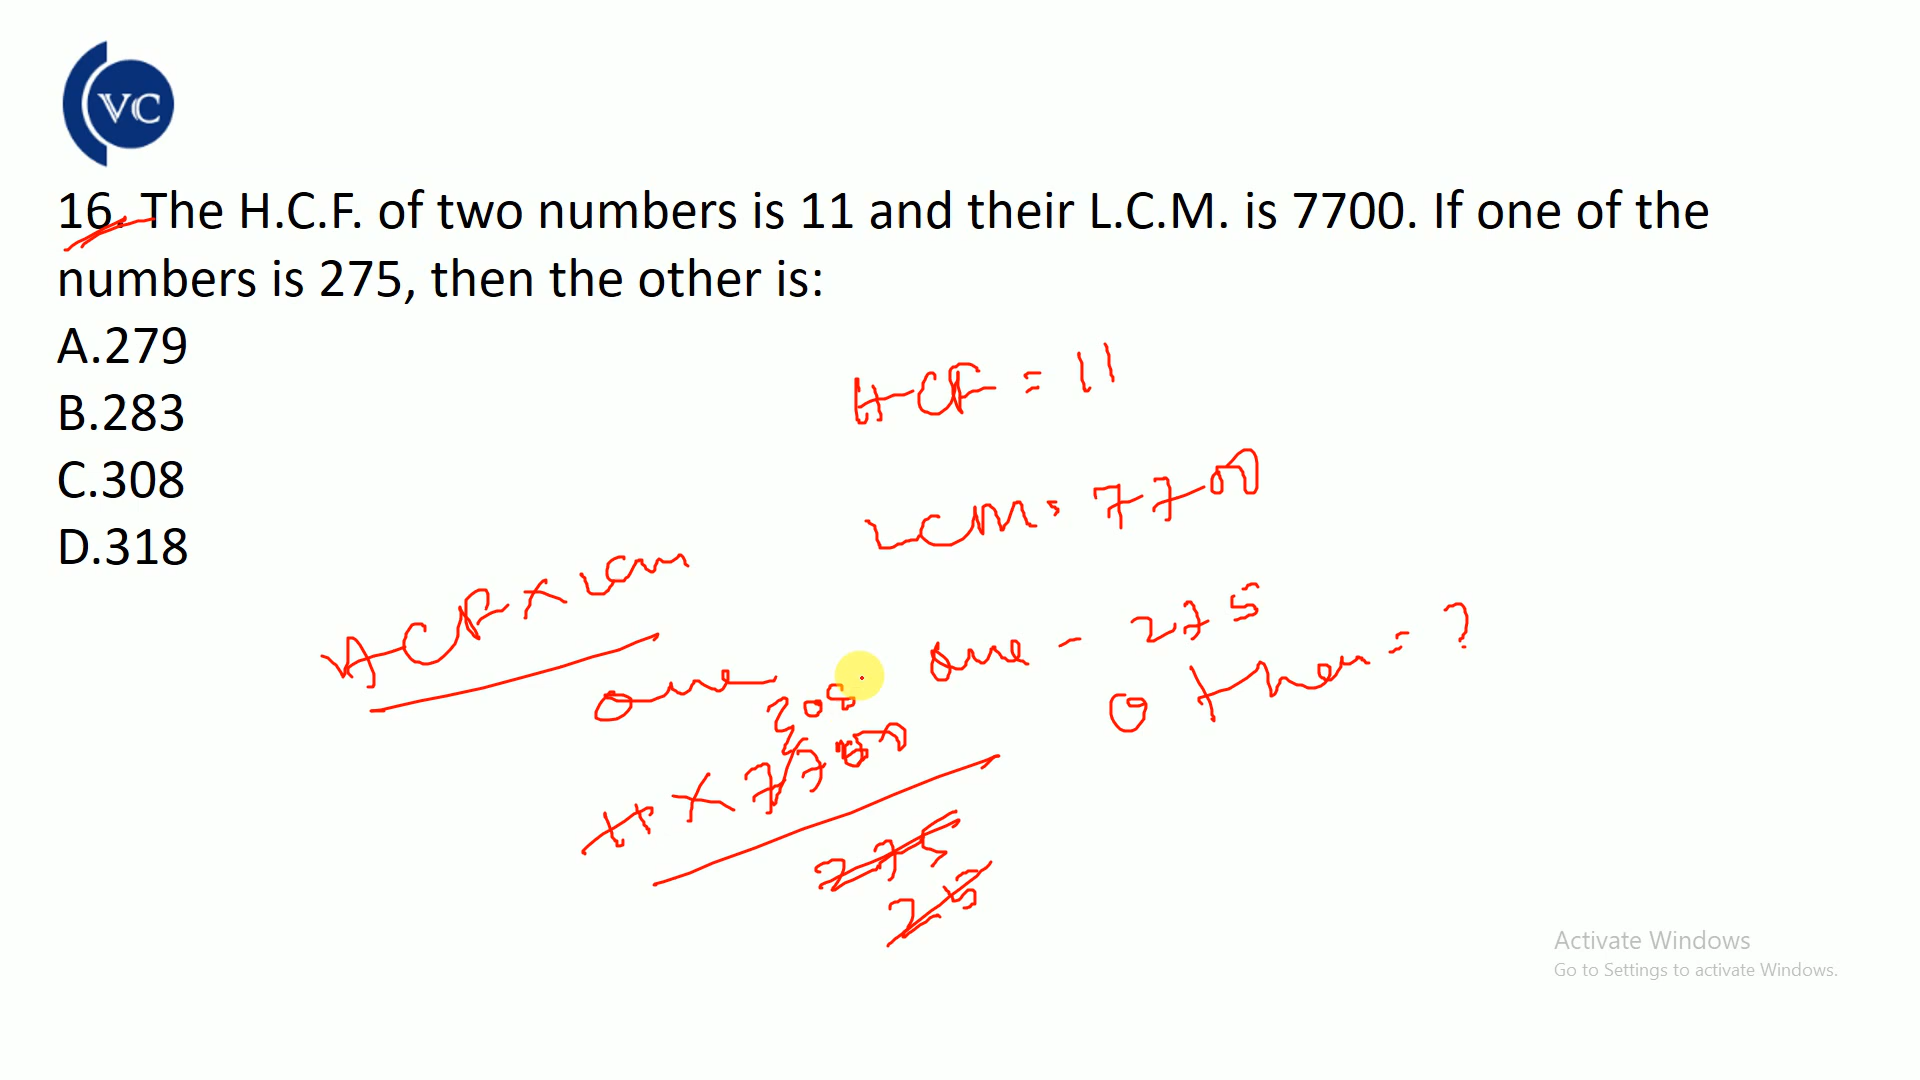 VC
16. The H.C.F. of two numbers is 11 and their L.C.M. is 7700. If one of the
numbers is 275, then the other is:
A.279
B.283
C.308
D.318
HCF = 11
LCM = 7700
HCF × LCM
one
one - 275
other = ?
308
11 × 7700
275
25
Activate Windows
Go to Settings to activate Windows.